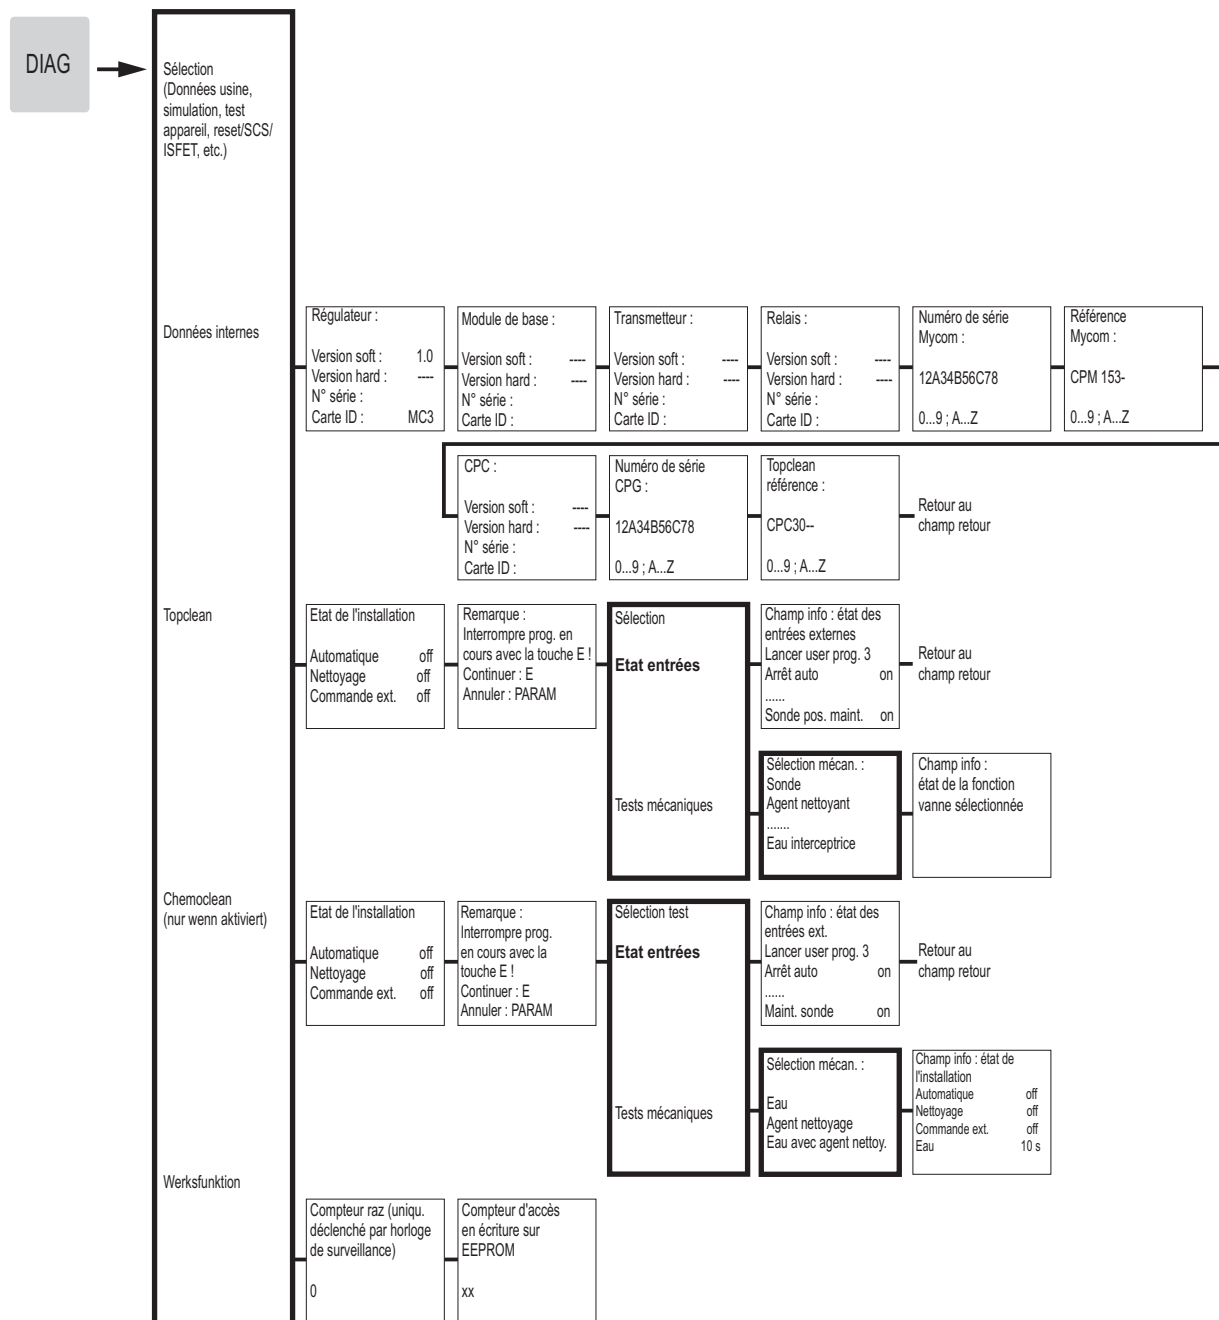 DIAG
Sélection
(Données usine,
simulation, test
appareil, reset/SCS/
ISFET, etc.)
Données internes
Régulateur :
Version soft : 1.0
Version hard : ----
N° série :
Carte ID : MC3
Module de base :
Version soft : ----
Version hard : ----
N° série :
Carte ID :
Transmetteur :
Version soft : ----
Version hard : ----
N° série :
Carte ID :
Relais :
Version soft : ----
Version hard : ----
N° série :
Carte ID :
Numéro de série
Mycom :
12A34B56C78
0...9 ; A...Z
Référence
Mycom :
CPM 153-
0...9 ; A...Z
CPC :
Version soft : ----
Version hard : ----
N° série :
Carte ID :
Numéro de série
CPG :
12A34B56C78
0...9 ; A...Z
Topclean
référence :
CPC30--
0...9 ; A...Z
Retour au
champ retour
Topclean
Etat de l'installation
Automatique off
Nettoyage off
Commande ext. off
Remarque :
Interrompre prog. en
cours avec la touche E !
Continuer : E
Annuler : PARAM
Sélection
Etat entrées
Tests mécaniques
Champ info : état des
entrées externes
Lancer user prog. 3
Arrêt auto on
......
Sonde pos. maint. on
Retour au
champ retour
Sélection mécan. :
Sonde
Agent nettoyant
.......
Eau interceptrice
Champ info :
état de la fonction
vanne sélectionnée
Chemoclean
(nur wenn aktiviert)
Etat de l'installation
Automatique off
Nettoyage off
Commande ext. off
Remarque :
Interrompre prog.
en cours avec la
touche E !
Continuer : E
Annuler : PARAM
Sélection test
Etat entrées
Tests mécaniques
Champ info : état des
entrées ext.
Lancer user prog. 3
Arrêt auto on
......
Maint. sonde on
Retour au
champ retour
Sélection mécan. :
Eau
Agent nettoyage
Eau avec agent nettoy.
Champ info : état de
l'installation
Automatique off
Nettoyage off
Commande ext. off
Eau 10 s
Werksfunktion
Compteur raz (uniqu.
déclenché par horloge
de surveillance)
0
Compteur d'accès
en écriture sur
EEPROM
xx